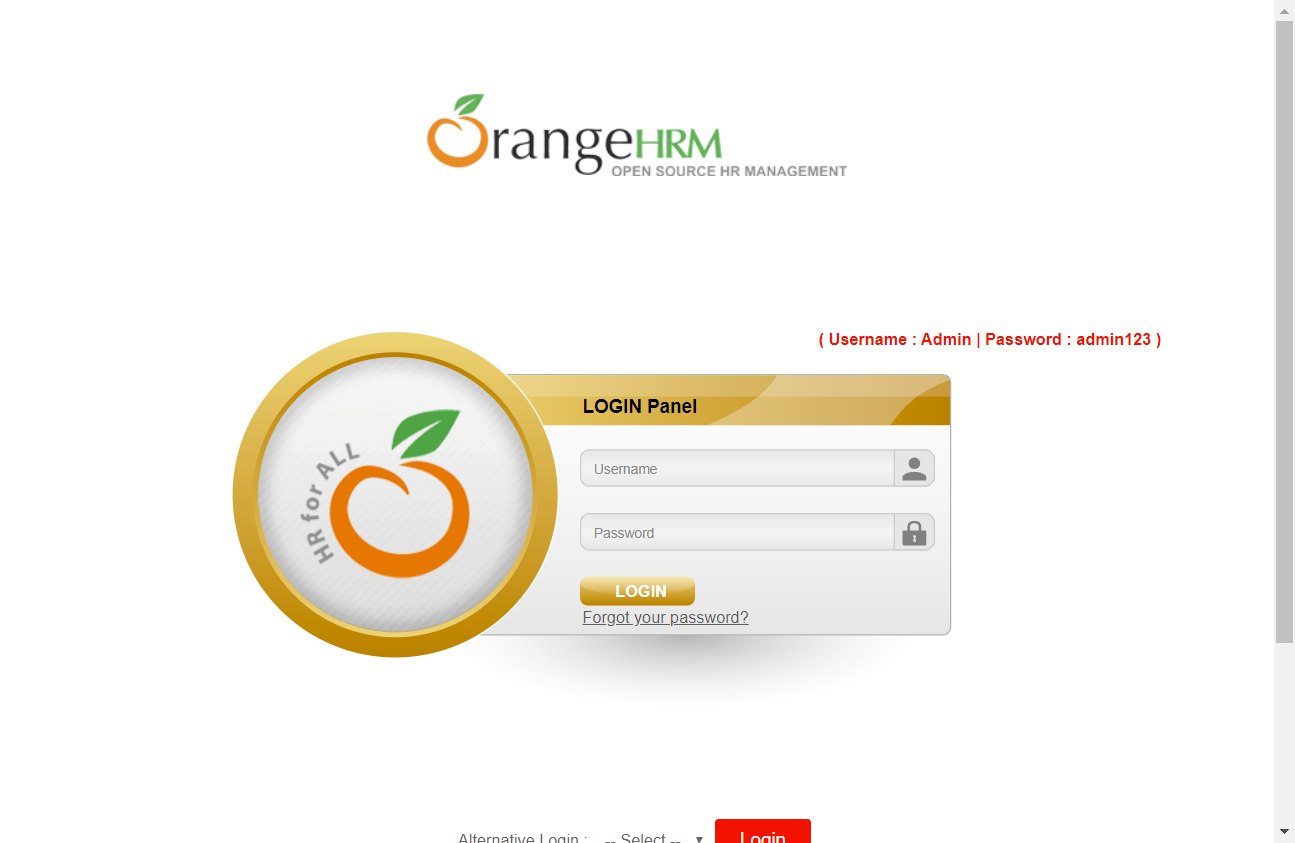 OrangeHRM
OPEN SOURCE HR MANAGEMENT
( Username : Admin | Password : admin123 )
LOGIN Panel
HR for ALL
Username
Password
LOGIN
Forgot your password?
Alternative Login : -- Select -- Login